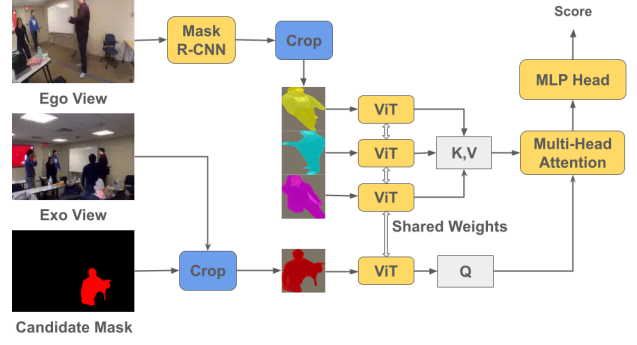 Score
Mask
R-CNN
Crop
MLP Head
Ego View
ViT
ViT
K,V
Multi-Head
Attention
ViT
Exo View
Shared Weights
Crop
ViT
Q
Candidate Mask